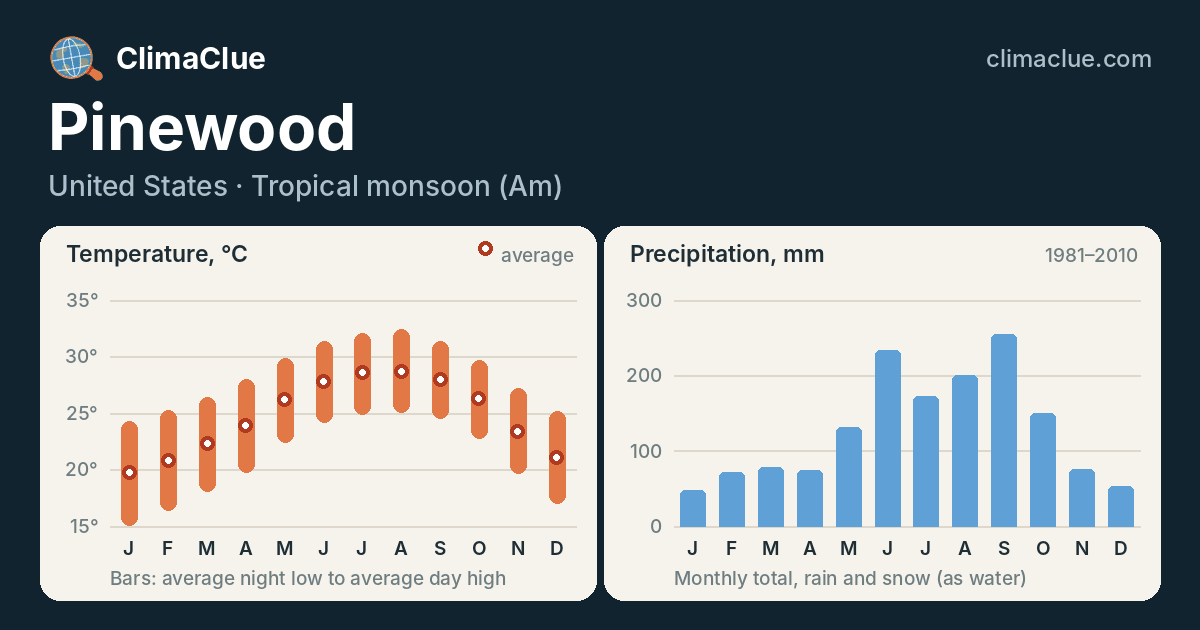 ClimaClue
climaclue.com
Pinewood
United States · Tropical monsoon (Am)
Temperature, °C
average
35°
30°
25°
20°
15°
J F M A M J J A S O N D
Bars: average night low to average day high
Precipitation, mm
1981–2010
300
200
100
0
J F M A M J J A S O N D
Monthly total, rain and snow (as water)